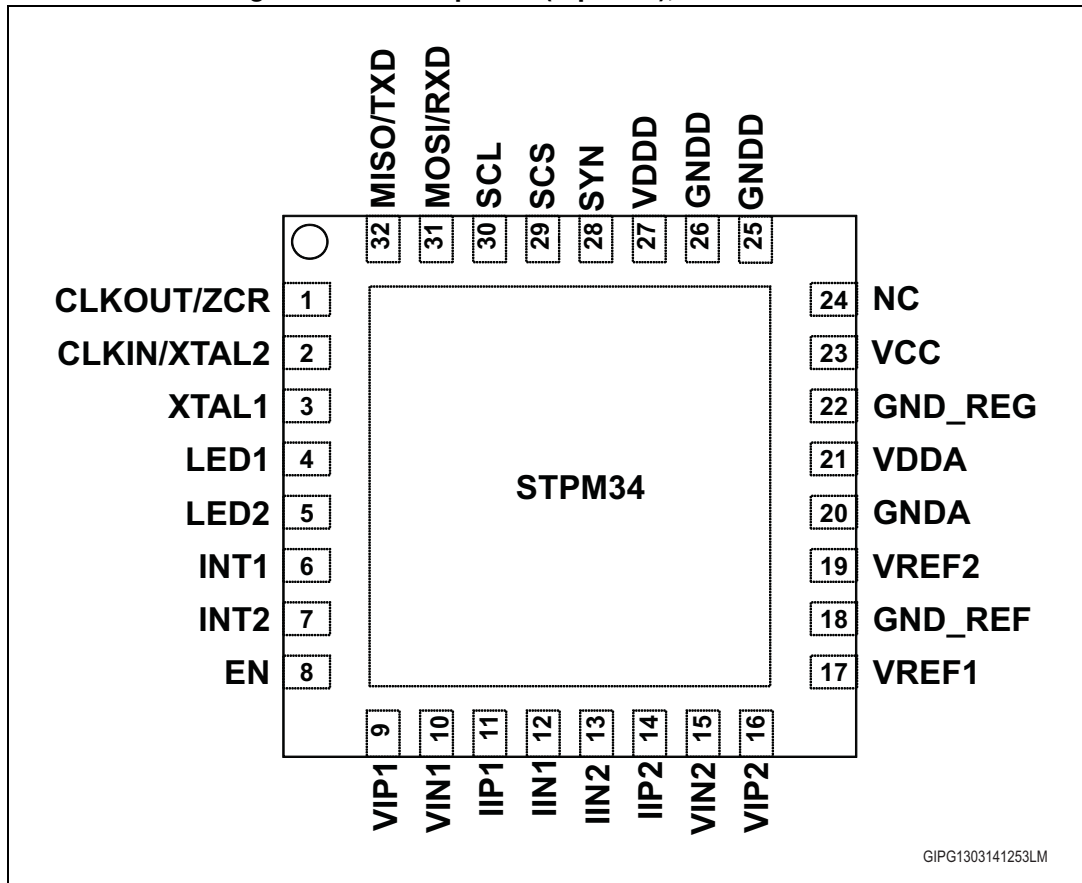 MISO/TXD
MOSI/RXD
SCL
SCS
SYN
VDDD
GNDD
GNDD
32
31
30
29
28
27
26
25
CLKOUT/ZCR 1
CLKIN/XTAL2 2
XTAL1 3
LED1 4
LED2 5
INT1 6
INT2 7
EN 8
STPM34
24 NC
23 VCC
22 GND_REG
21 VDDA
20 GNDA
19 VREF2
18 GND_REF
17 VREF1
9
10
11
12
13
14
15
16
VIP1
VIN1
IIP1
IIN1
IIN2
IIP2
VIN2
VIP2
GIPG1303141253LM